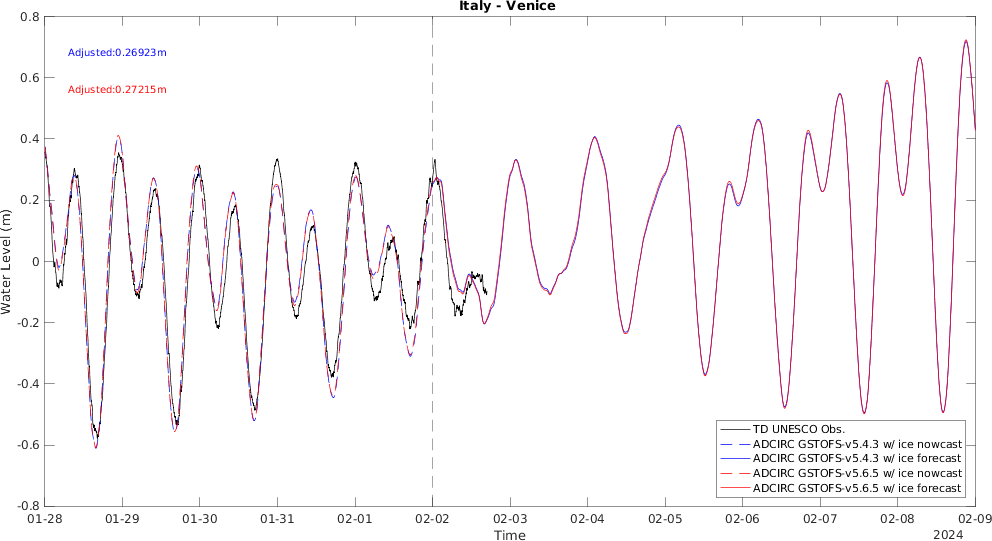 Italy - Venice
0.8
0.6
0.4
0.2
0
-0.2
-0.4
-0.6
-0.8
Water Level (m)
Adjusted:0.26923m
Adjusted:0.27215m
TD UNESCO Obs.
ADCIRC GSTOFS-v5.4.3 w/ ice nowcast
ADCIRC GSTOFS-v5.4.3 w/ ice forecast
ADCIRC GSTOFS-v5.6.5 w/ ice nowcast
ADCIRC GSTOFS-v5.6.5 w/ ice forecast
01-28 01-29 01-30 01-31 02-01 02-02 02-03 02-04 02-05 02-06 02-07 02-08 02-09
Time
2024